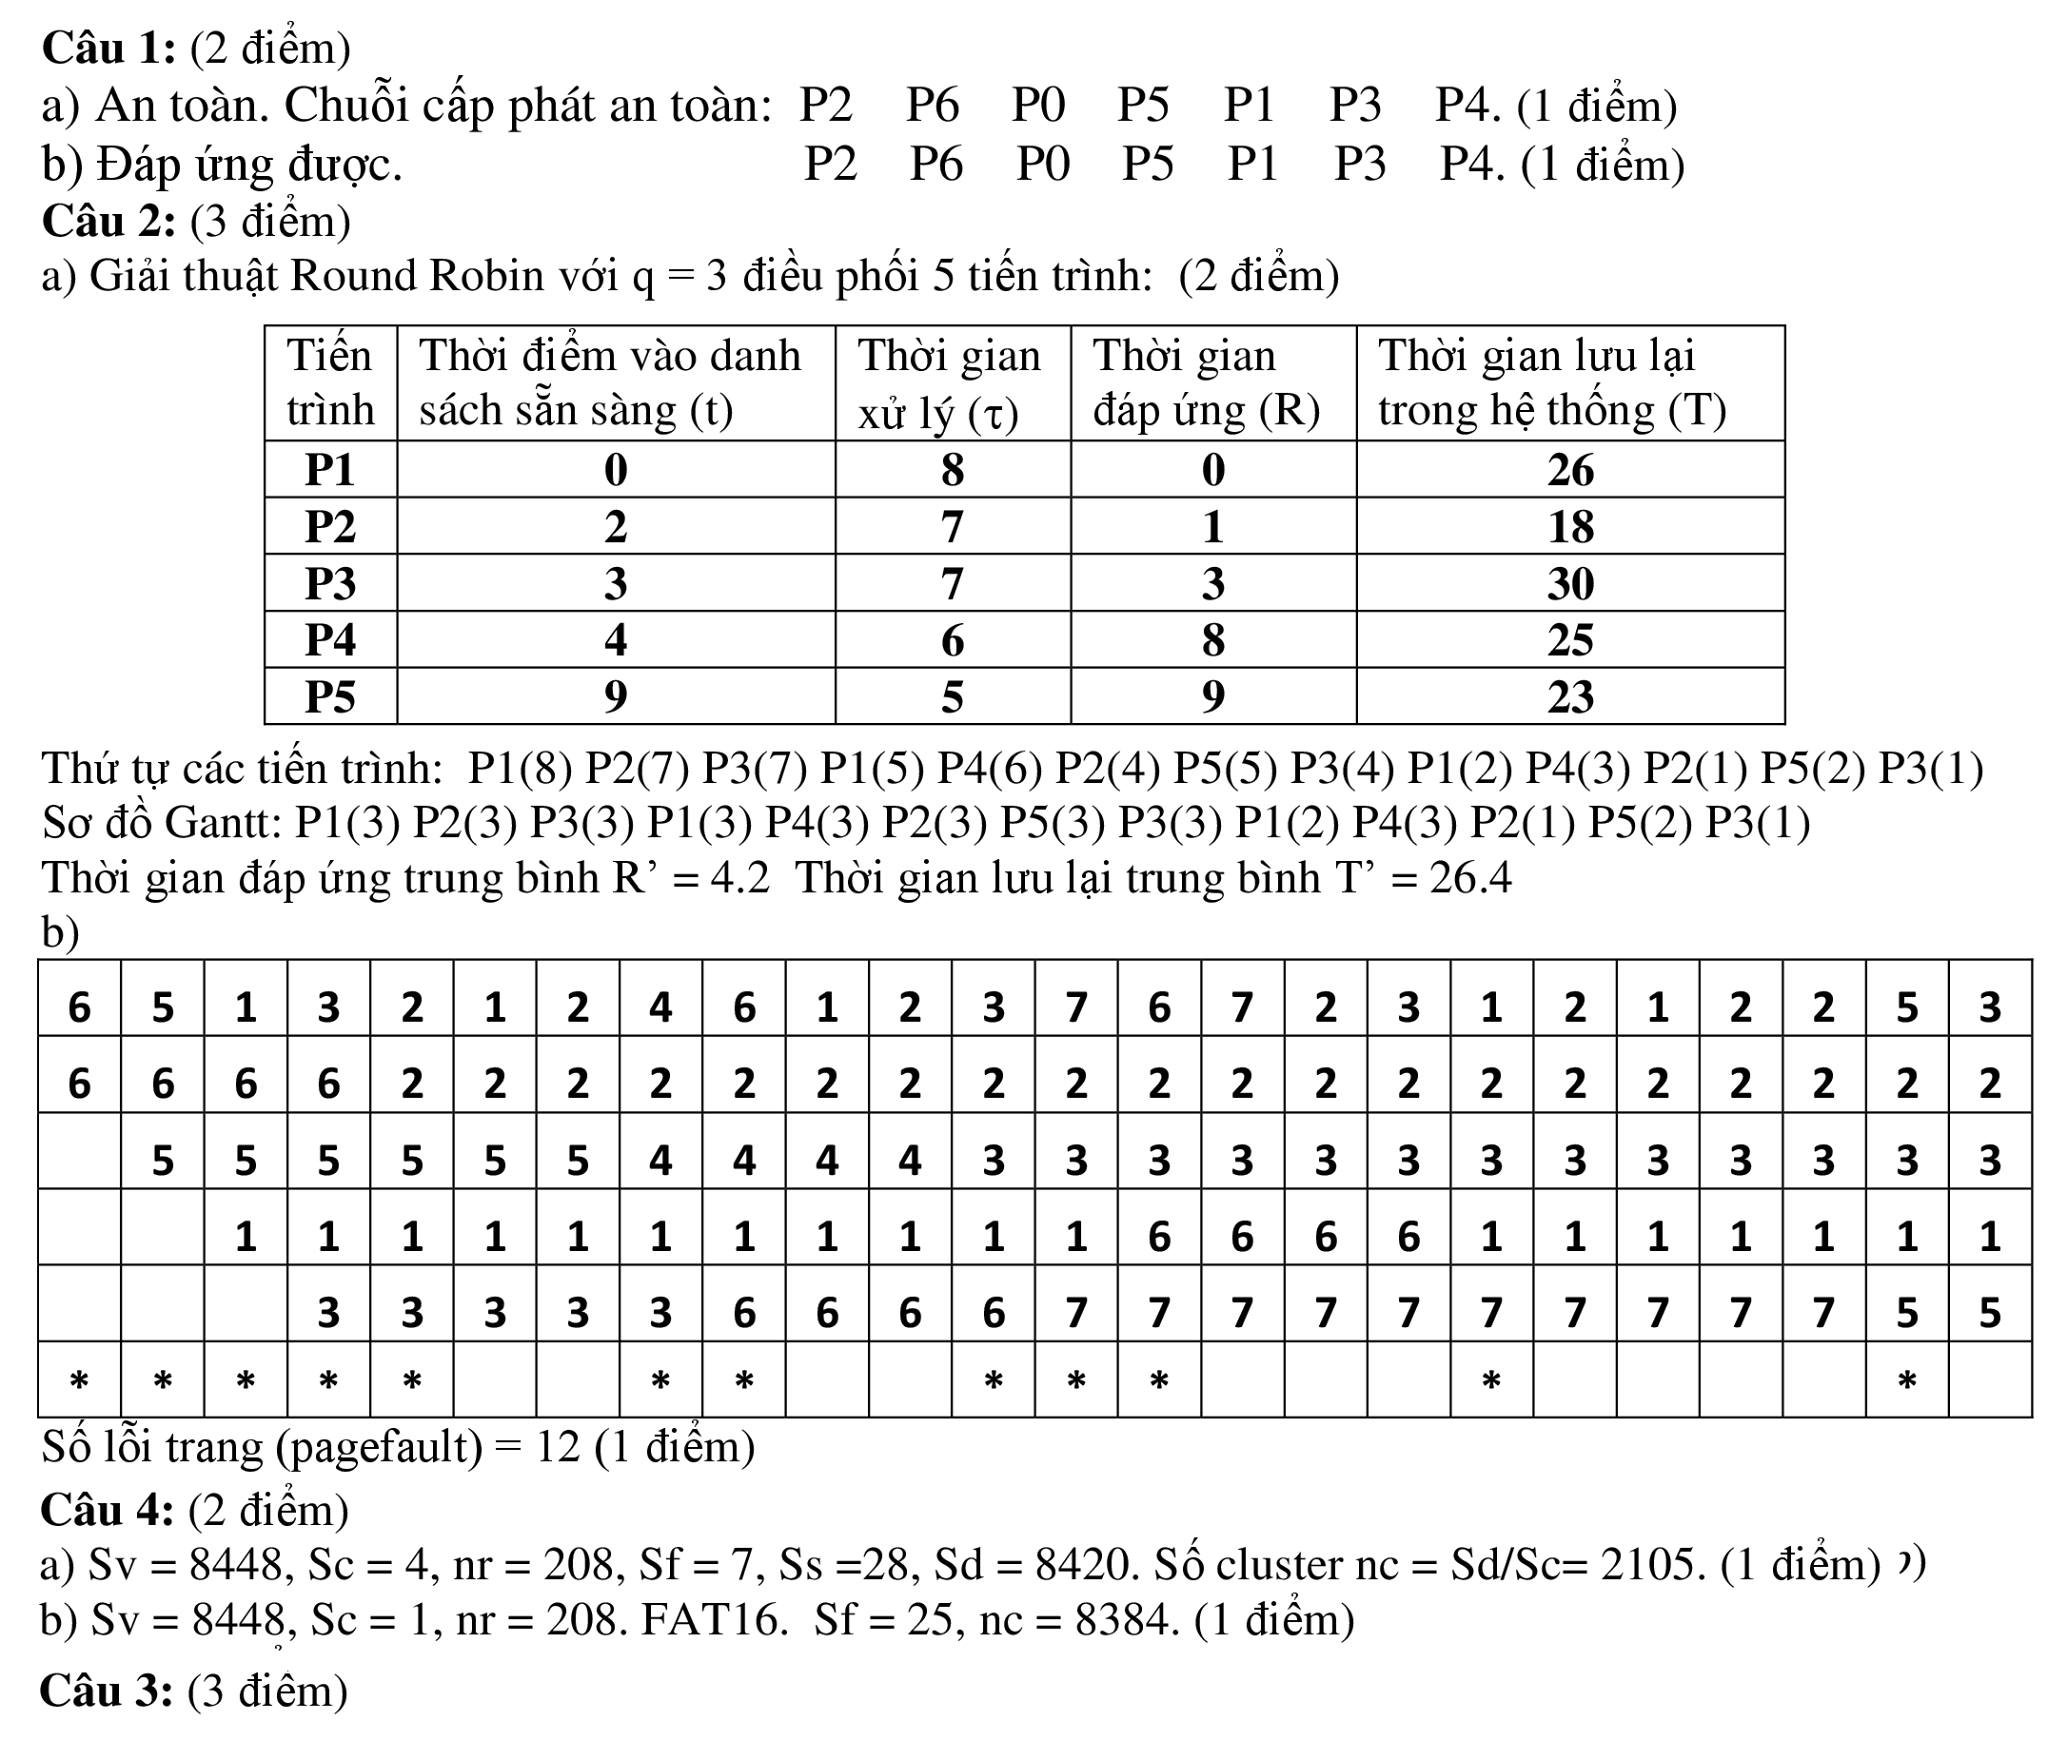 Câu 1: (2 điểm)
a) An toàn. Chuỗi cấp phát an toàn: P2 P6 P0 P5 P1 P3 P4. (1 điểm)
b) Đáp ứng được. P2 P6 P0 P5 P1 P3 P4. (1 điểm)
Câu 2: (3 điểm)
a) Giải thuật Round Robin với q = 3 điều phối 5 tiến trình: (2 điểm)
Tiến trình Thời điểm vào danh sách sẵn sàng (t) Thời gian xử lý (τ) Thời gian đáp ứng (R) Thời gian lưu lại trong hệ thống (T)
P1 0 8 0 26
P2 2 7 1 18
P3 3 7 3 30
P4 4 6 8 25
P5 9 5 9 23
Thứ tự các tiến trình: P1(8) P2(7) P3(7) P1(5) P4(6) P2(4) P5(5) P3(4) P1(2) P4(3) P2(1) P5(2) P3(1)
Sơ đồ Gantt: P1(3) P2(3) P3(3) P1(3) P4(3) P2(3) P5(3) P3(3) P1(2) P4(3) P2(1) P5(2) P3(1)
Thời gian đáp ứng trung bình R’ = 4.2 Thời gian lưu lại trung bình T’ = 26.4
b)
6 5 1 3 2 1 2 4 6 1 2 3 7 6 7 2 3 1 2 1 2 2 5 3
6 6 6 6 2 2 2 2 2 2 2 2 2 2 2 2 2 2 2 2 2 2 2 2
5 5 5 5 5 5 4 4 4 4 3 3 3 3 3 3 3 3 3 3 3 3 3
1 1 1 1 1 1 1 1 1 1 1 6 6 6 6 1 1 1 1 1 1 1
3 3 3 3 3 6 6 6 6 7 7 7 7 7 7 7 7 7 7 5 5
* * * * * * * * * * * *
Số lỗi trang (pagefault) = 12 (1 điểm)
Câu 4: (2 điểm)
a) Sv = 8448, Sc = 4, nr = 208, Sf = 7, Ss =28, Sd = 8420. Số cluster nc = Sd/Sc= 2105. (1 điểm)
b) Sv = 8448, Sc = 1, nr = 208. FAT16. Sf = 25, nc = 8384. (1 điểm)
Câu 3: (3 điểm)